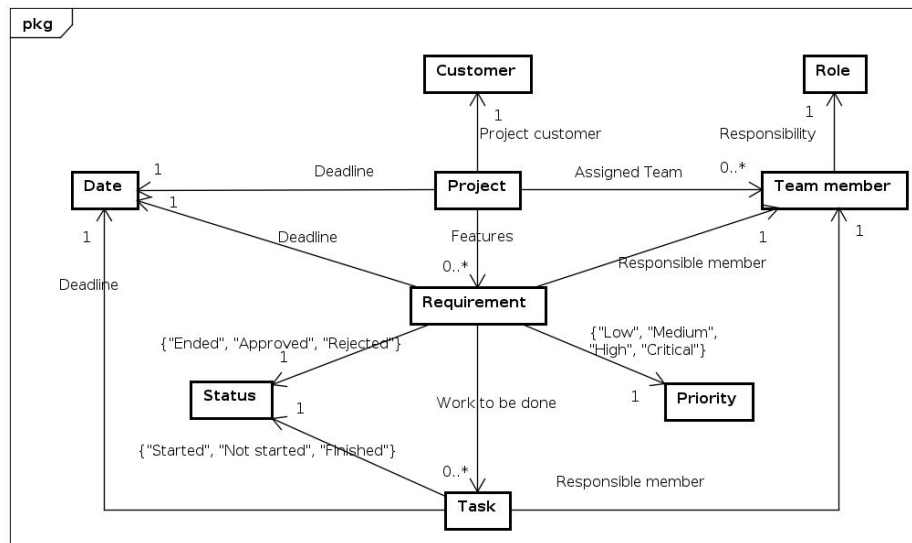 pkg
Customer
Role
1
1
Project customer
Responsibility
1
Deadline
Assigned Team
0..*
Date
Project
Team member
1
Deadline
Features
1
1
1
0..*
Responsible member
Deadline
Requirement
{"Ended", "Approved", "Rejected"}
{"Low", "Medium",
"High", "Critical"}
1
Status
1
1
Priority
Work to be done
{"Started", "Not started", "Finished"}
0..*
Responsible member
Task